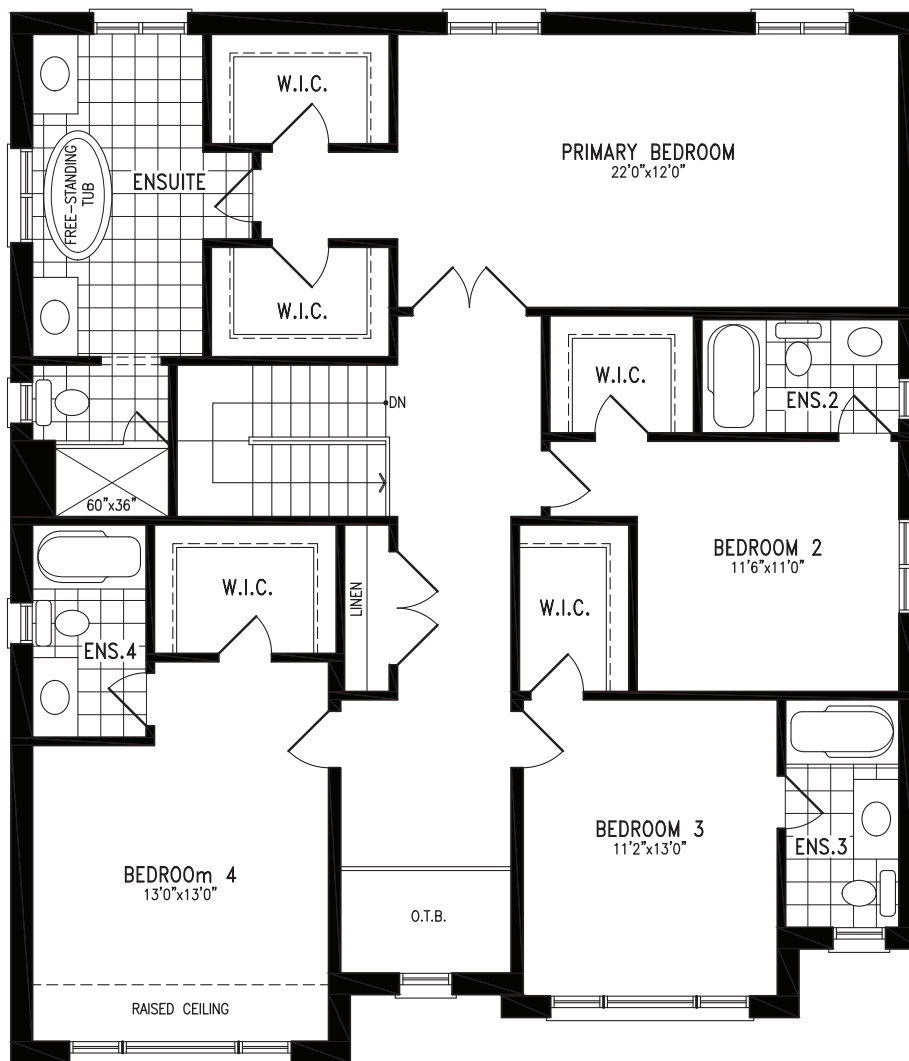 W.I.C.
PRIMARY BEDROOM
22'0"x12'0"
FREE-STANDING
TUB
ENSUITE
W.I.C.
W.I.C.
ENS.2
DN
60"x36"
BEDROOM 2
11'6"x11'0"
W.I.C.
LINEN
W.I.C.
ENS.4
BEDROOM 3
11'2"x13'0"
ENS.3
BEDROOm 4
13'0"x13'0"
O.T.B.
RAISED CEILING